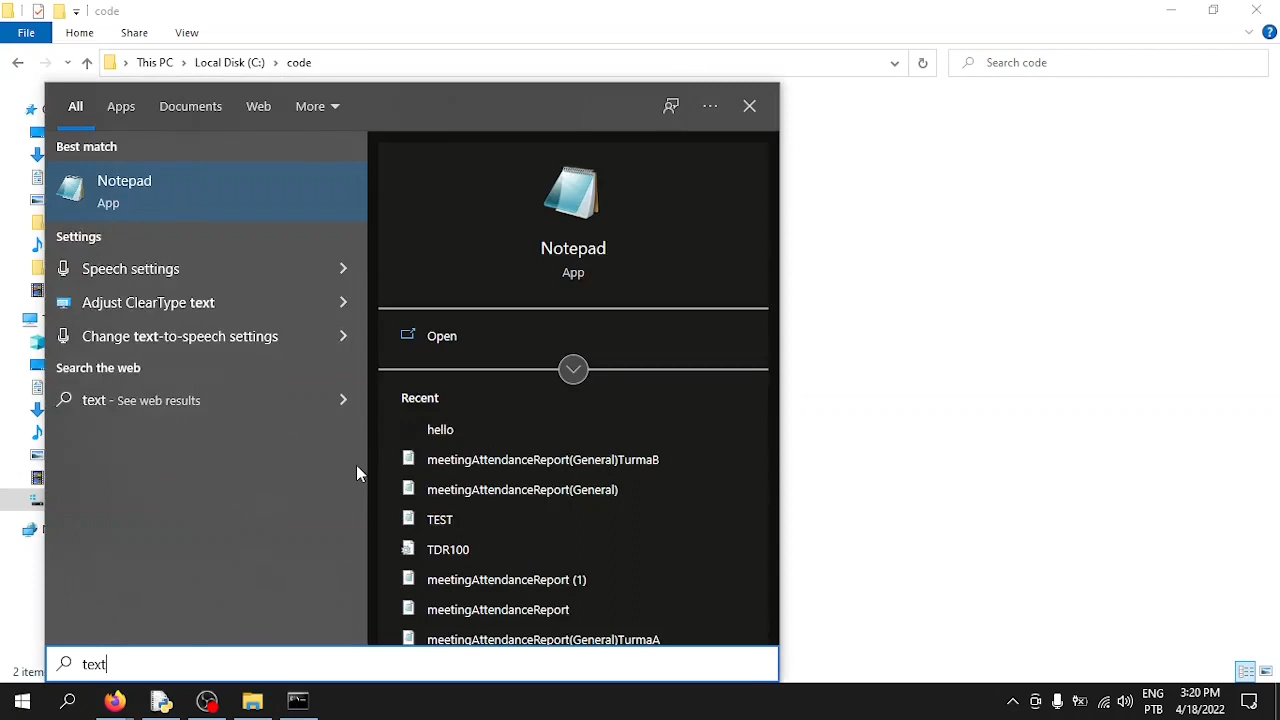 code
File Home Share View
This PC Local Disk (C:) code
Search code
All Apps Documents Web More
Best match
Notepad
App
Settings
Speech settings
Adjust ClearType text
Change text-to-speech settings
Search the web
text - See web results
Notepad
App
Open
Recent
hello
meetingAttendanceReport(General)TurmaB
meetingAttendanceReport(General)
TEST
TDR100
meetingAttendanceReport (1)
meetingAttendanceReport
meetingAttendanceReport(General)TurmaA
text
2 item
ENG
PTB
3:20 PM
4/18/2022